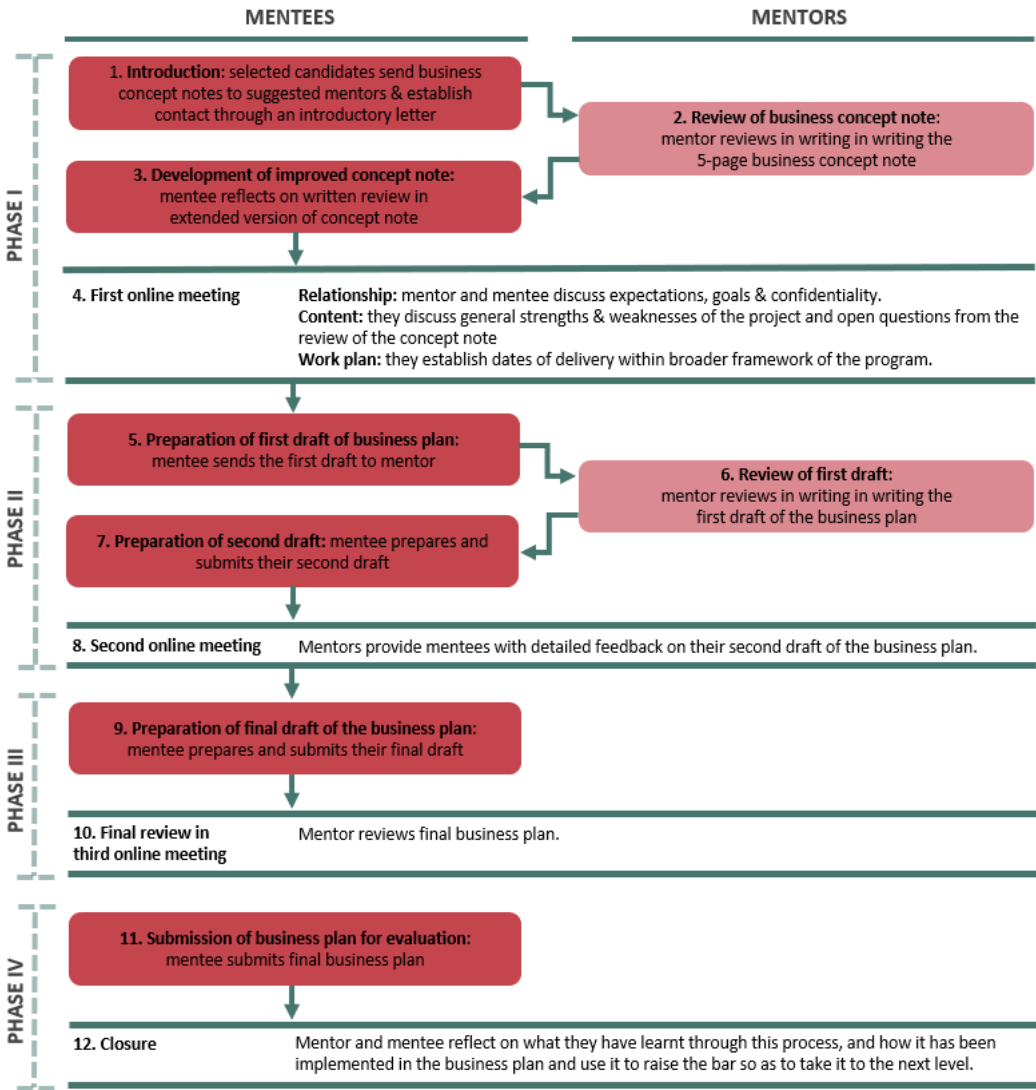 MENTEES
MENTORS
PHASE I
1. Introduction: selected candidates send business
concept notes to suggested mentors & establish
contact through an introductory letter
2. Review of business concept note:
mentor reviews in writing in writing the
5-page business concept note
3. Development of improved concept note:
mentee reflects on written review in
extended version of concept note
4. First online meeting
Relationship: mentor and mentee discuss expectations, goals & confidentiality.
Content: they discuss general strengths & weaknesses of the project and open questions from the
review of the concept note
Work plan: they establish dates of delivery within broader framework of the program.
PHASE II
5. Preparation of first draft of business plan:
mentee sends the first draft to mentor
6. Review of first draft:
mentor reviews in writing in writing the
first draft of the business plan
7. Preparation of second draft: mentee prepares and
submits their second draft
8. Second online meeting
Mentors provide mentees with detailed feedback on their second draft of the business plan.
PHASE III
9. Preparation of final draft of the business plan:
mentee prepares and submits their final draft
10. Final review in
third online meeting
Mentor reviews final business plan.
PHASE IV
11. Submission of business plan for evaluation:
mentee submits final business plan
12. Closure
Mentor and mentee reflect on what they have learnt through this process, and how it has been
implemented in the business plan and use it to raise the bar so as to take it to the next level.